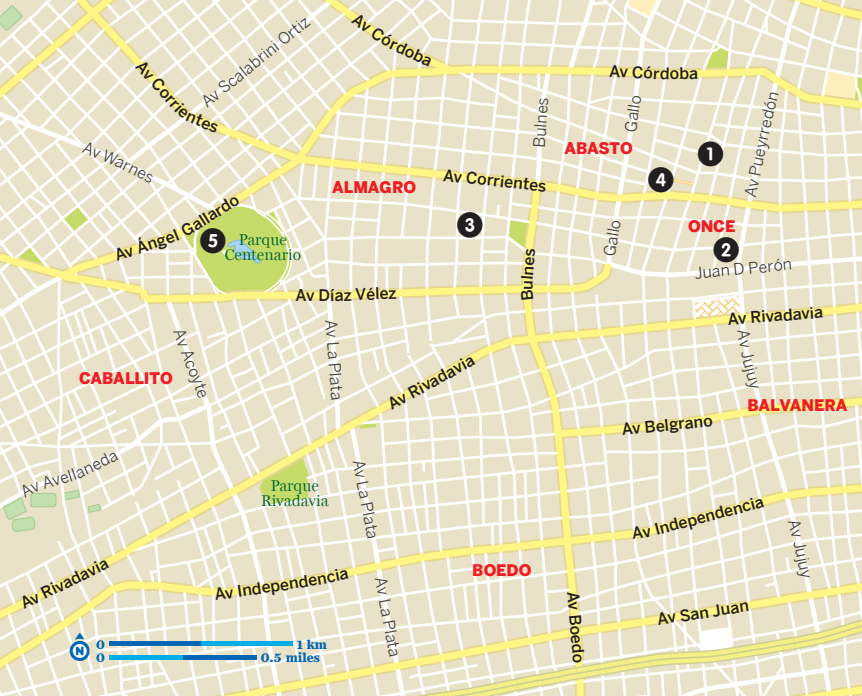 Av Córdoba
Av Scalabrini Ortiz
Av Corrientes
Av Córdoba
Bulnes
Gallo
Av Pueyrredón
ABASTO
1
Av Warnes
ALMAGRO
Av Corrientes
4
Av Ángel Gallardo
3
ONCE
5
Parque
Centenario
Gallo
2
Bulnes
Juan D Perón
Av Díaz Vélez
Av Rivadavia
Av Acoyte
Av La Plata
Av Jujuy
CABALLITO
Av Rivadavia
BALVANERA
Av Belgrano
Av Avellaneda
Parque
Rivadavia
Av La Plata
Av Independencia
Av Jujuy
Av Rivadavia
Av Independencia
BOEDO
Av La Plata
Av Boedo
Av San Juan
N
0 1 km
0 0.5 miles